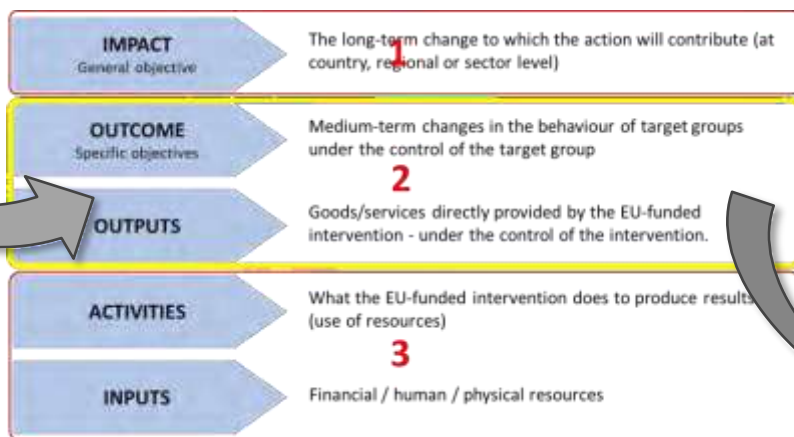 IMPACT
General objective
The long-term change to which the action will contribute (at
country, regional or sector level)
1
OUTCOME
Specific objectives
Medium-term changes in the behaviour of target groups
under the control of the target group
2
OUTPUTS
Goods/services directly provided by the EU-funded
intervention - under the control of the intervention.
ACTIVITIES
What the EU-funded intervention does to produce results
(use of resources)
3
INPUTS
Financial / human / physical resources